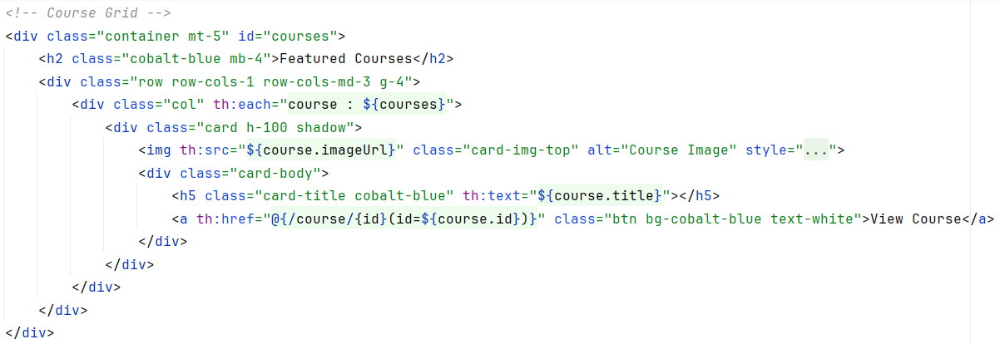 <!-- Course Grid -->
<div class="container mt-5" id="courses">
    <h2 class="cobalt-blue mb-4">Featured Courses</h2>
    <div class="row row-cols-1 row-cols-md-3 g-4">
        <div class="col" th:each="course : ${courses}">
            <div class="card h-100 shadow">
                <img th:src="${course.imageUrl}" class="card-img-top" alt="Course Image" style="...">
                <div class="card-body">
                    <h5 class="card-title cobalt-blue" th:text="${course.title}"></h5>
                    <a th:href="@{/course/{id}(id=${course.id})}" class="btn bg-cobalt-blue text-white">View Course</a>
                </div>
            </div>
        </div>
    </div>
</div>